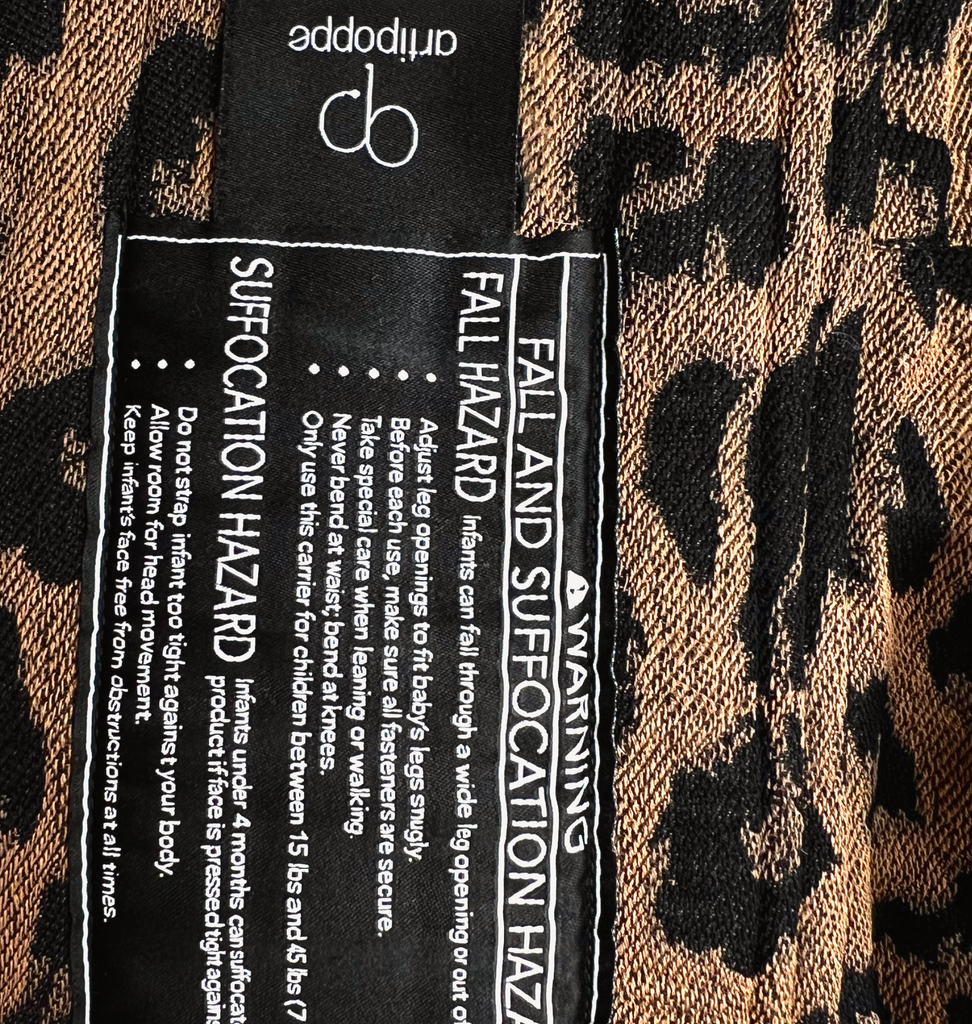 artipoppe
WARNING
FALL AND SUFFOCATION HAZ
FALL HAZARD Infants can fall through a wide leg opening or out of
Adjust leg openings to fit baby's legs snugly.
Before each use, make sure all fasteners are secure.
Take special care when leaning or walking.
Never bend at waist; bend at knees.
Only use this carrier for children between 15 lbs and 45 lbs (7
SUFFOCATION HAZARD Infants under 4 months can suffocat
product if face is pressed tight agains
Do not strap infant too tight against your body.
Allow room for head movement.
Keep infant's face free from obstructions at all times.